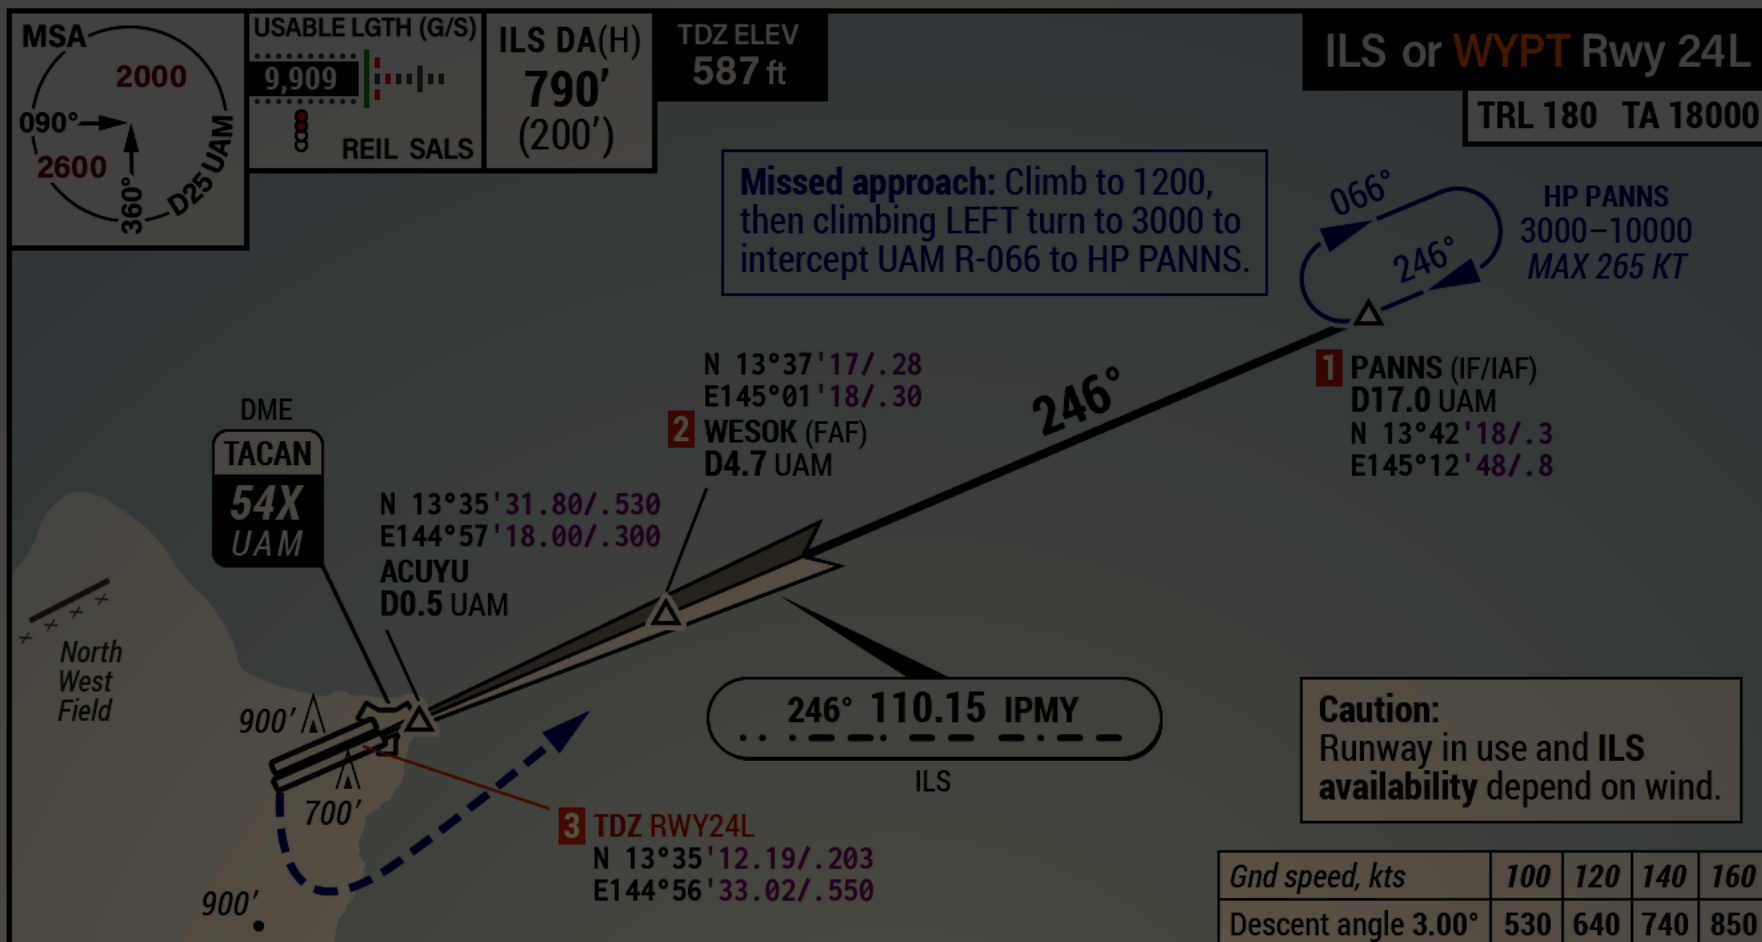 MSA
2000
090°
2600
360°
D25 UAM
USABLE LGTH (G/S)
9,909
REIL SALS
ILS DA(H)
790'
(200')
TDZ ELEV
587 ft
ILS or WYPT Rwy 24L
TRL 180 TA 18000
Missed approach: Climb to 1200,
then climbing LEFT turn to 3000 to
intercept UAM R-066 to HP PANNS.
066°
246°
HP PANNS
3000–10000
MAX 265 KT
1 PANNS (IF/IAF)
D17.0 UAM
N 13°42'18/.3
E145°12'48/.8
246°
N 13°37'17/.28
E145°01'18/.30
2 WESOK (FAF)
D4.7 UAM
DME
TACAN
54X
UAM
N 13°35'31.80/.530
E144°57'18.00/.300
ACUYU
D0.5 UAM
North
West
Field
900'
700'
246° 110.15 IPMY
ILS
3 TDZ RWY24L
N 13°35'12.19/.203
E144°56'33.02/.550
900'
Caution:
Runway in use and ILS
availability depend on wind.
Gnd speed, kts 100 120 140 160
Descent angle 3.00° 530 640 740 850